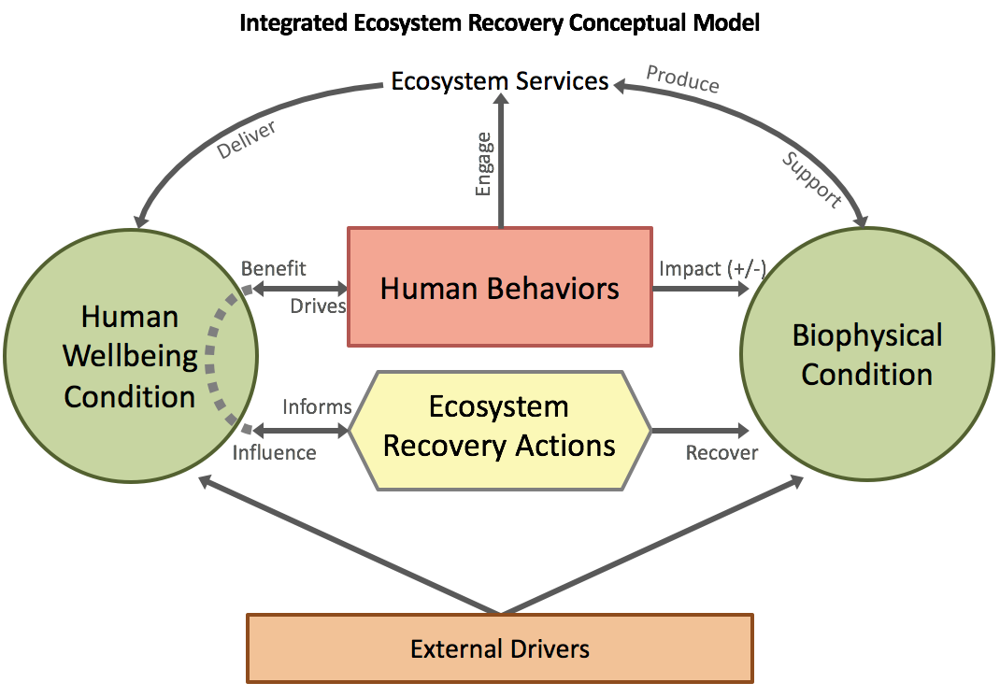 Integrated Ecosystem Recovery Conceptual Model
Ecosystem Services
Produce
Deliver
Engage
Support
Benefit
Drives
Human Behaviors
Impact (+/-)
Human
Wellbeing
Condition
Biophysical
Condition
Informs
Influence
Ecosystem
Recovery Actions
Recover
External Drivers